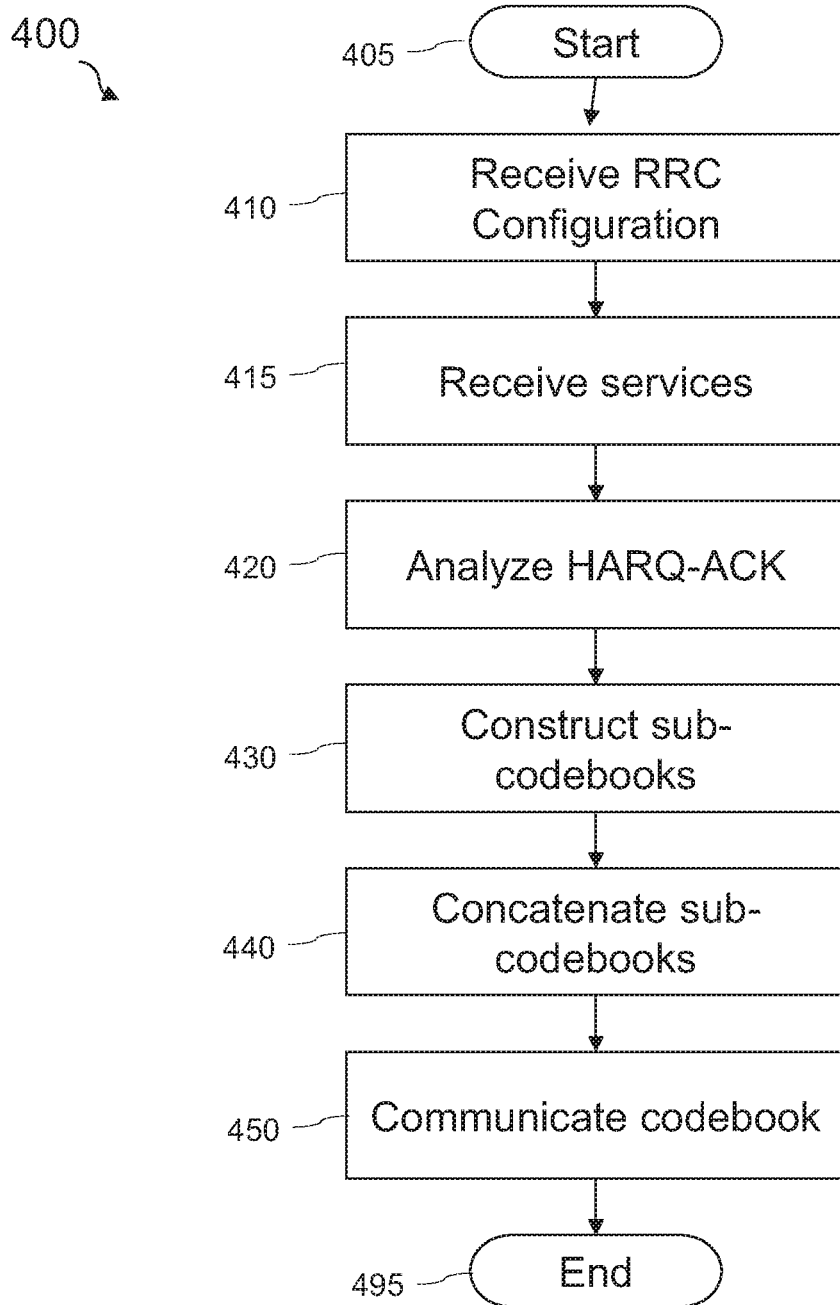 400
405
Start
410
Receive RRC
Configuration
415
Receive services
420
Analyze HARQ-ACK
430
Construct sub-
codebooks
440
Concatenate sub-
codebooks
450
Communicate codebook
495
End